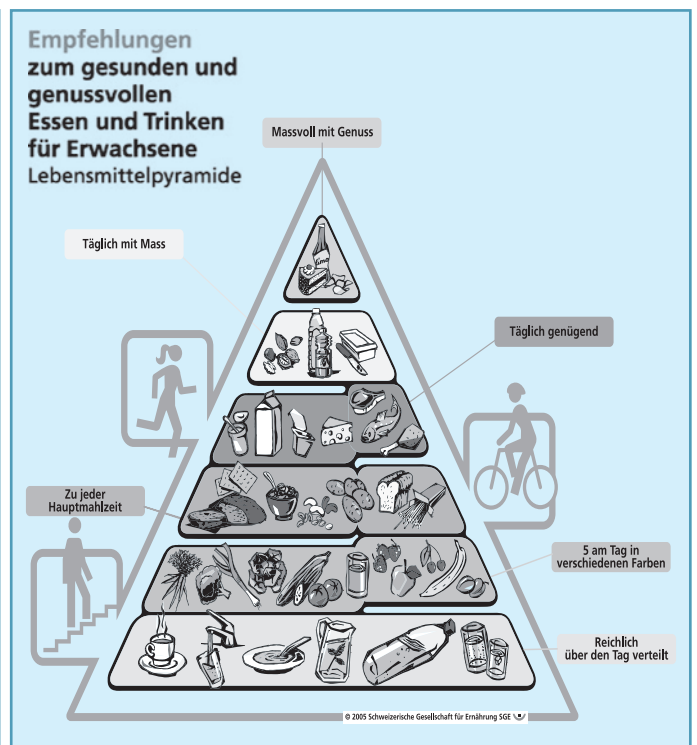 Empfehlungen
zum gesunden und
genussvollen
Essen und Trinken
für Erwachsene
Lebensmittelpyramide
Massvoll mit Genuss
Täglich mit Mass
Täglich genügend
Zu jeder
Hauptmahlzeit
5 am Tag in
verschiedenen Farben
Reichlich
über den Tag verteilt
© 2005 Schweizerische Gesellschaft für Ernährung SGE